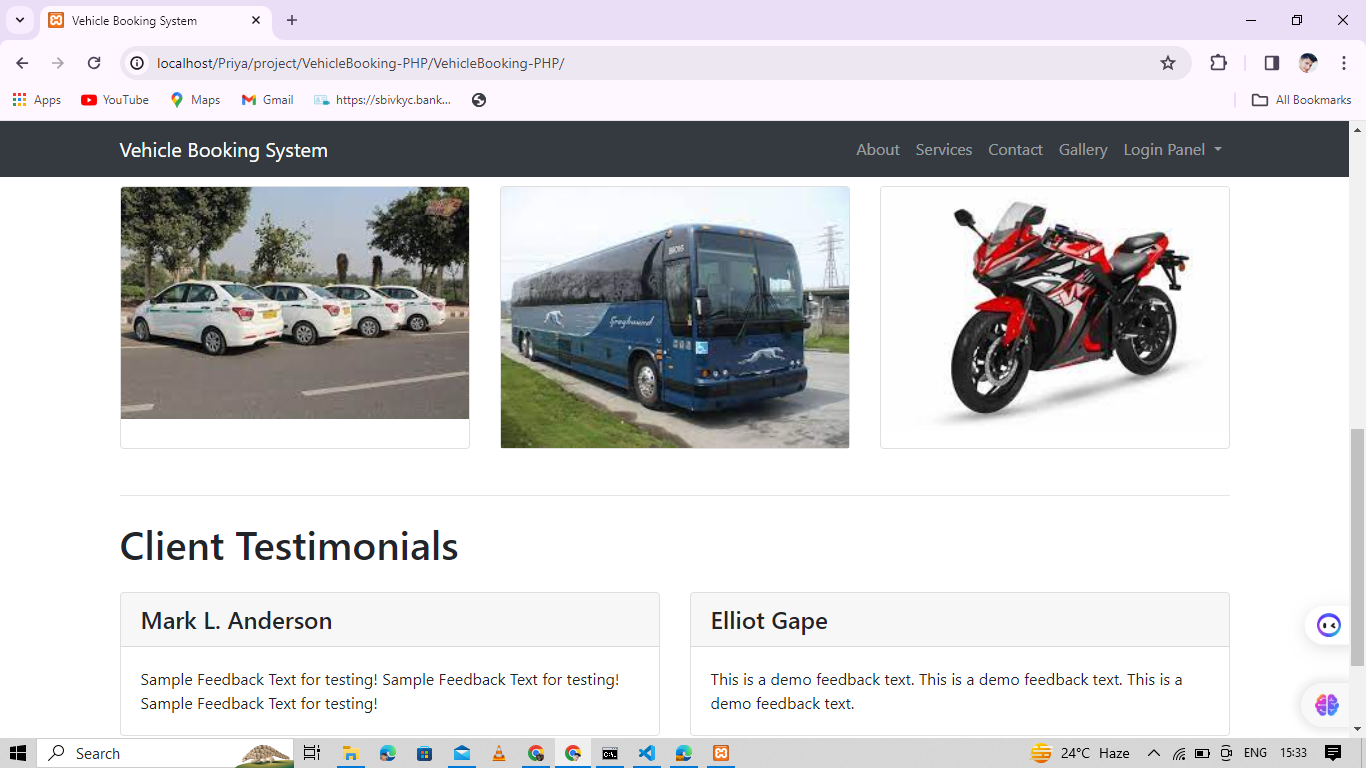 Vehicle Booking System
localhost/Priya/project/VehicleBooking-PHP/VehicleBooking-PHP/
Apps YouTube Maps Gmail https://sbivkyc.bank... All Bookmarks
Vehicle Booking System About Services Contact Gallery Login Panel
Greyhound
Client Testimonials
Mark L. Anderson
Sample Feedback Text for testing! Sample Feedback Text for testing!
Sample Feedback Text for testing!
Elliot Gape
This is a demo feedback text. This is a demo feedback text. This is a
demo feedback text.
Search 24°C Haze ENG 15:33